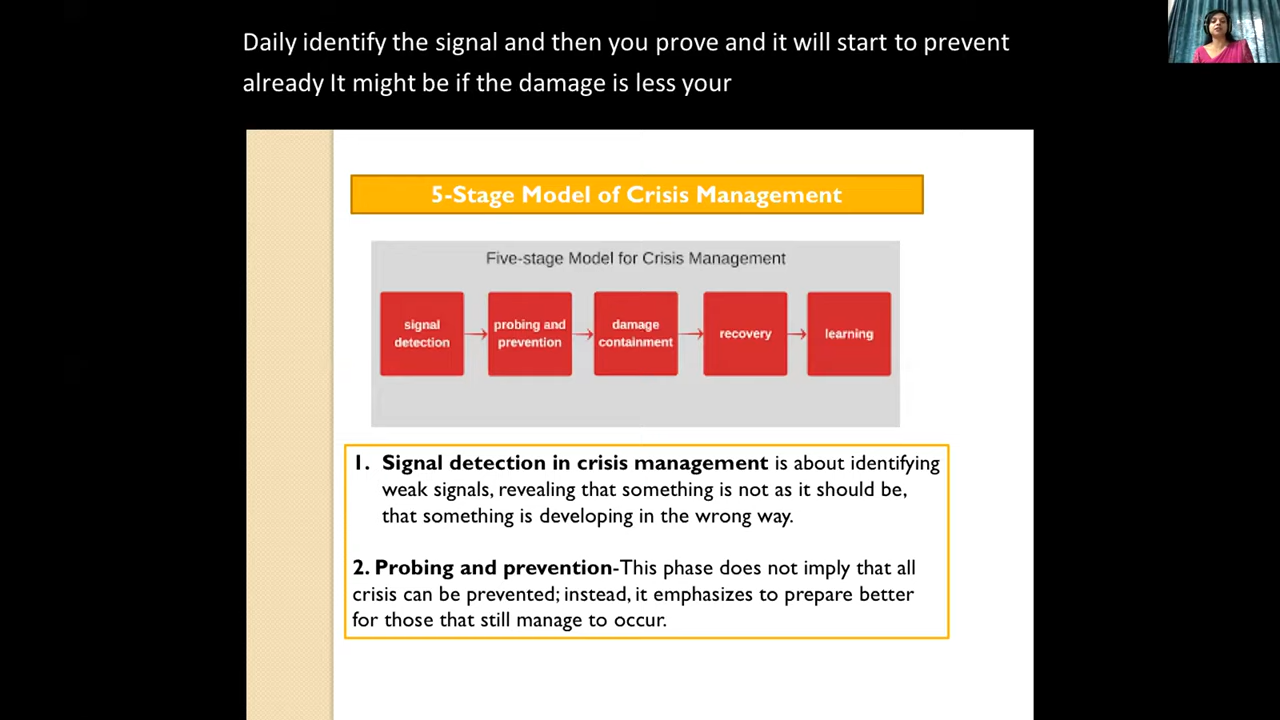 Daily identify the signal and then you prove and it will start to prevent
already It might be if the damage is less your
5-Stage Model of Crisis Management
Five-stage Model for Crisis Management
signal
detection
probing and
prevention
damage
containment
recovery
learning
1. Signal detection in crisis management is about identifying
weak signals, revealing that something is not as it should be,
that something is developing in the wrong way.
2. Probing and prevention-This phase does not imply that all
crisis can be prevented; instead, it emphasizes to prepare better
for those that still manage to occur.